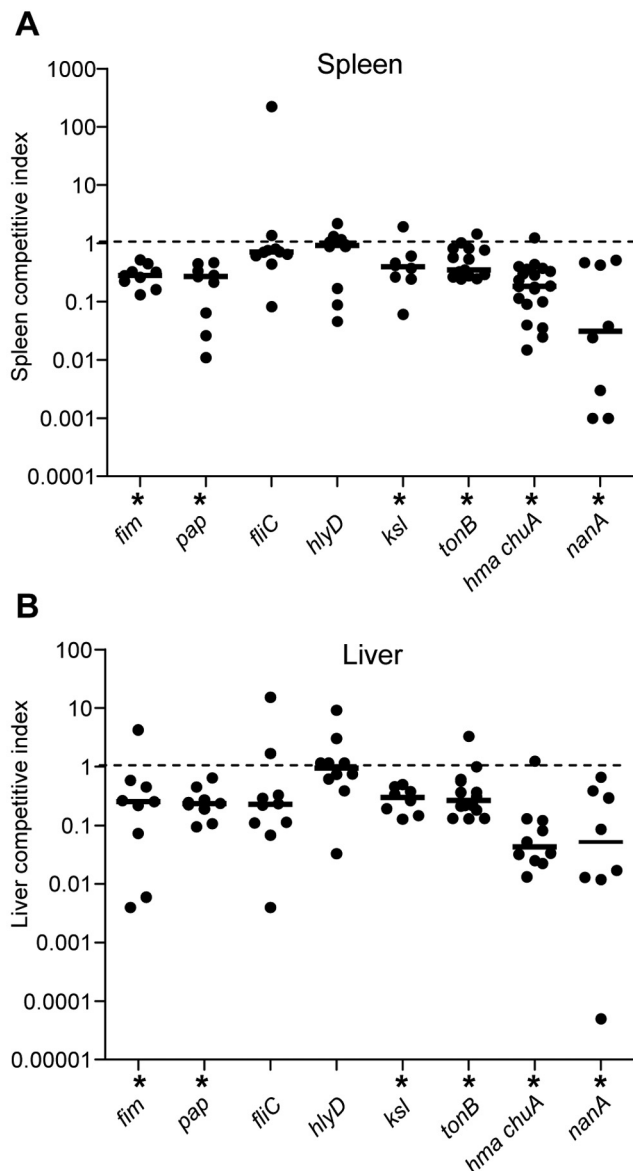 A
Spleen
Spleen competitive index
1000
100
10
1
0.1
0.01
0.001
0.0001
* * * * * *
fim pap fliC hlyD ksl tonB hma chuA nanA
B
Liver
Liver competitive index
100
10
1
0.1
0.01
0.001
0.0001
0.00001
* * * * * *
fim pap fliC hlyD ksl tonB hma chuA nanA